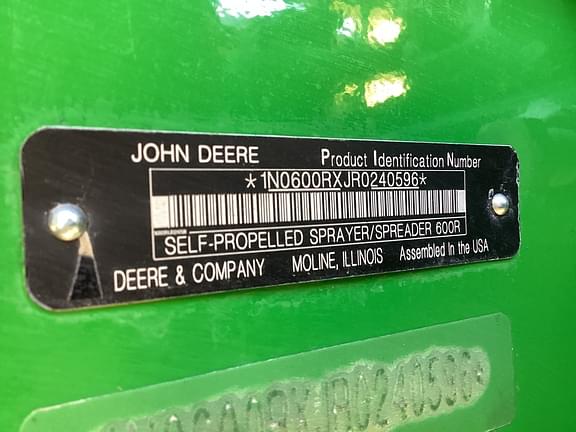 JOHN DEERE Product Identification Number
*1N0600RXJR0240596*
SELF-PROPELLED SPRAYER/SPREADER 600R
DEERE & COMPANY MOLINE, ILLINOIS Assembled In the USA